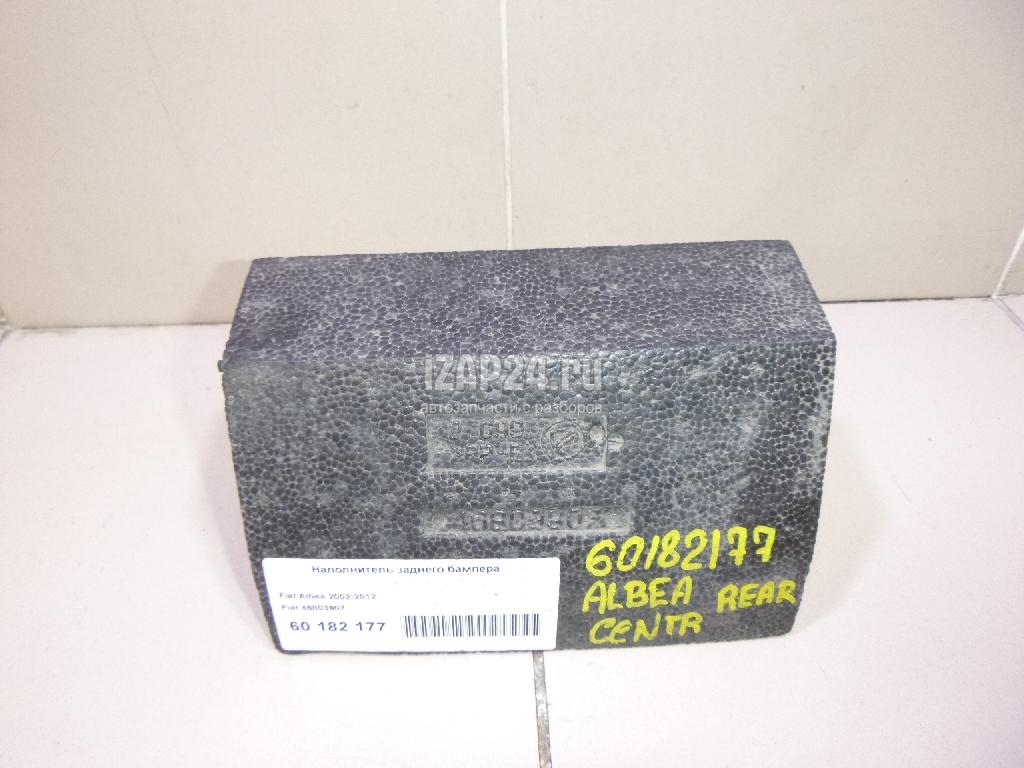 IZAP24.ru
автозапчасти с разборов
Наполнитель заднего бампера
Fiat Albea 2002-2012
Fiat 46803907
60 182 177
60182177
ALBEA REAR
CENTR